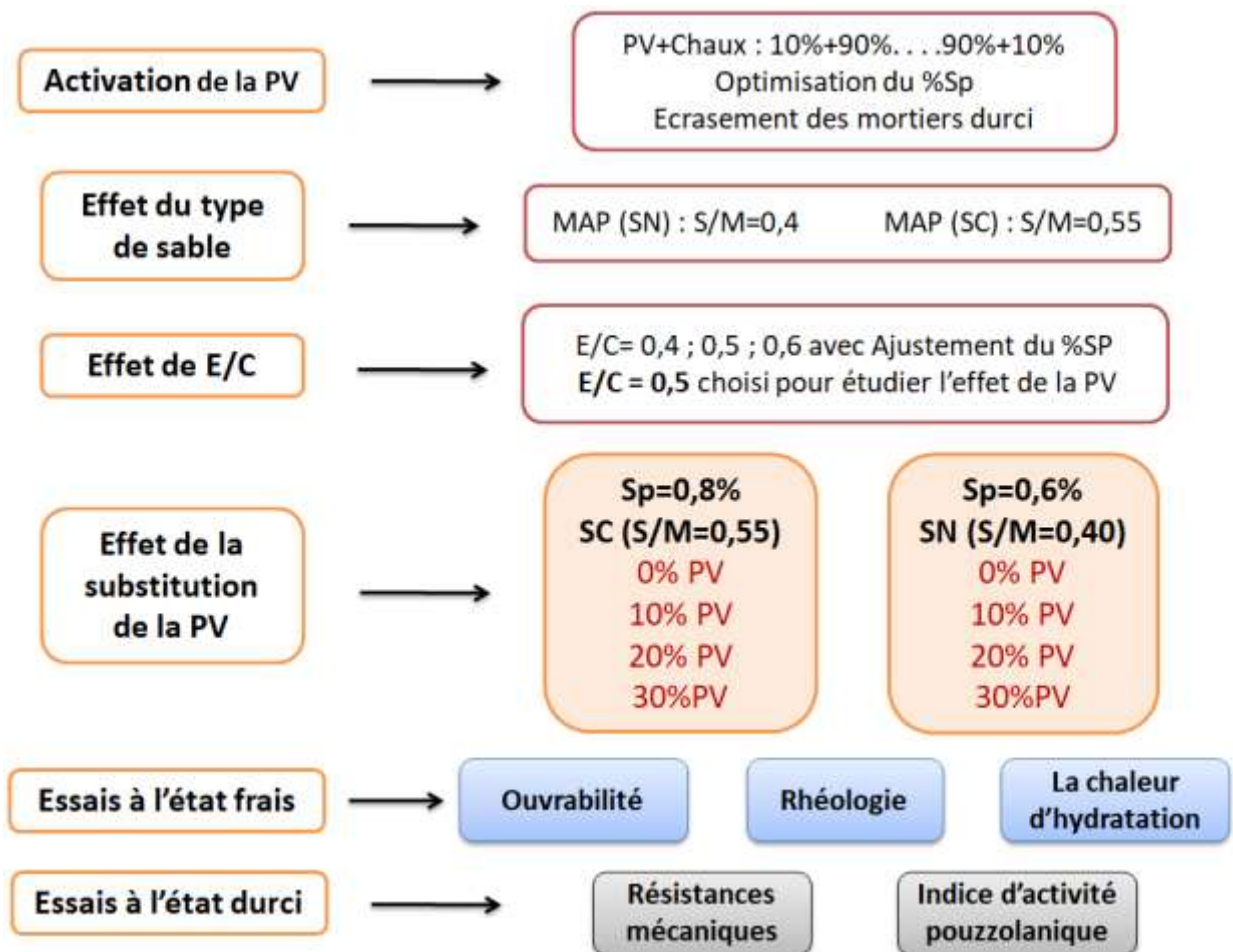 Activation de la PV
PV+Chaux : 10%+90%. . . .90%+10%
Optimisation du %Sp
Ecrasement des mortiers durci
Effet du type
de sable
MAP (SN) : S/M=0,4
MAP (SC) : S/M=0,55
Effet de E/C
E/C= 0,4 ; 0,5 ; 0,6 avec Ajustement du %SP
E/C = 0,5 choisi pour étudier l’effet de la PV
Effet de la
substitution
de la PV
Sp=0,8%
SC (S/M=0,55)
0% PV
10% PV
20% PV
30%PV
Sp=0,6%
SN (S/M=0,40)
0% PV
10% PV
20% PV
30%PV
Essais à l’état frais
Ouvrabilité
Rhéologie
La chaleur
d’hydratation
Essais à l’état durci
Résistances
mécaniques
Indice d’activité
pouzzolanique